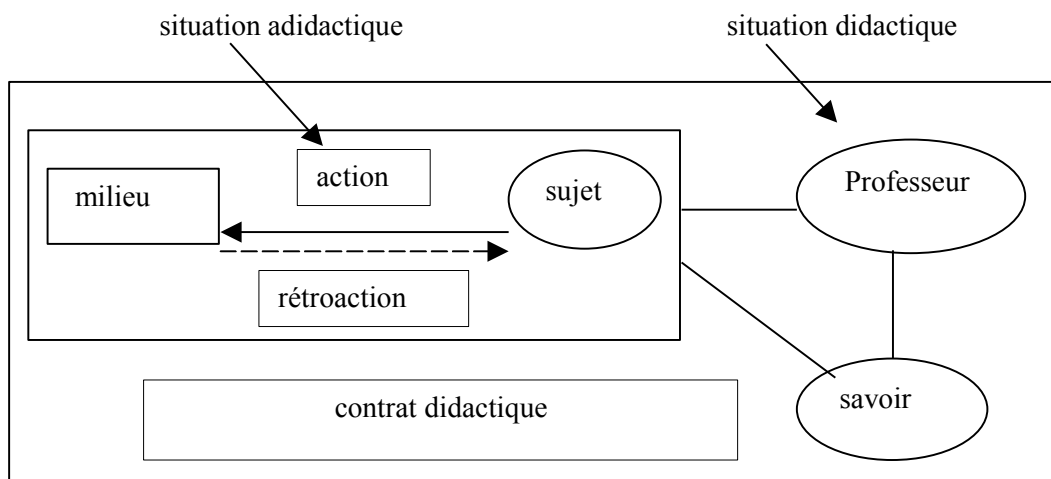 situation adidactique
situation didactique
action
milieu
sujet
Professeur
rétroaction
contrat didactique
savoir